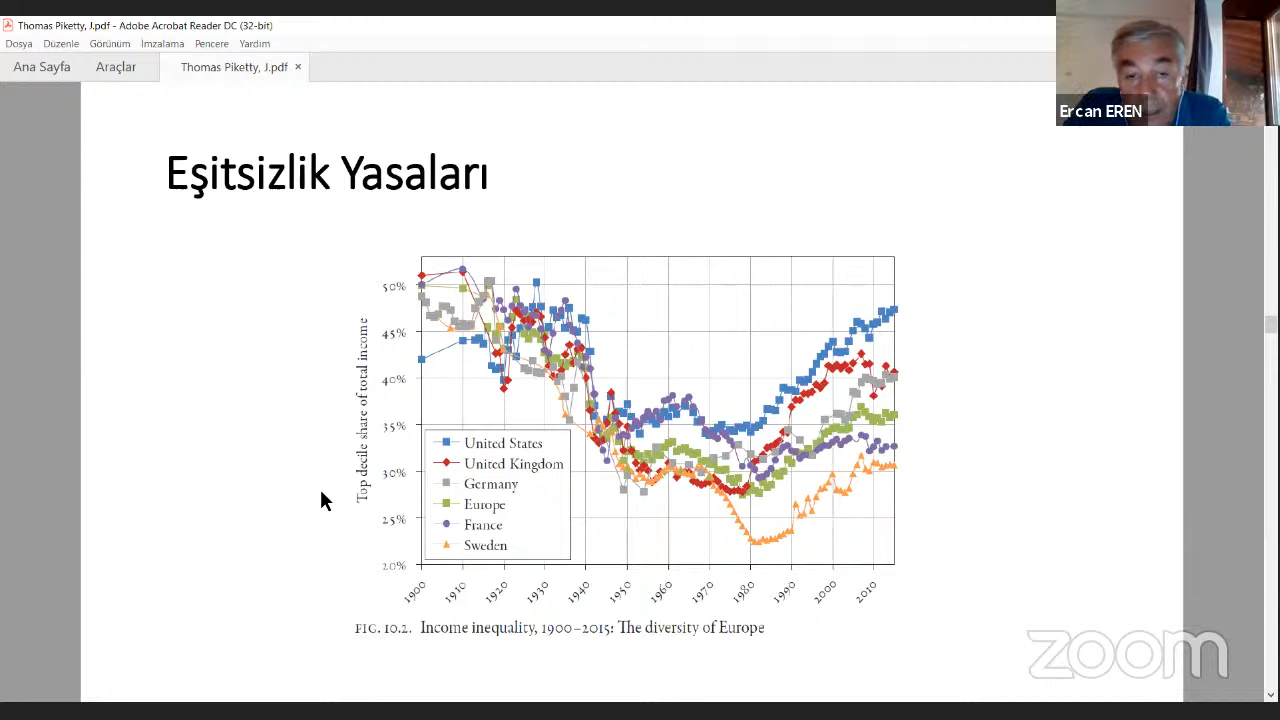 Thomas Piketty, J.pdf - Adobe Acrobat Reader DC (32-bit)
Dosya Düzenle Görünüm İmzalama Pencere Yardım
Ana Sayfa Araçlar Thomas Piketty, J.pdf ×
Ercan EREN
Eşitsizlik Yasaları
Top decile share of total income
50%
45%
40%
35%
30%
25%
20%
United States
United Kingdom
Germany
Europe
France
Sweden
1900 1910 1920 1930 1940 1950 1960 1970 1980 1990 2000 2010
FIG. 10.2. Income inequality, 1900–2015: The diversity of Europe
zoom